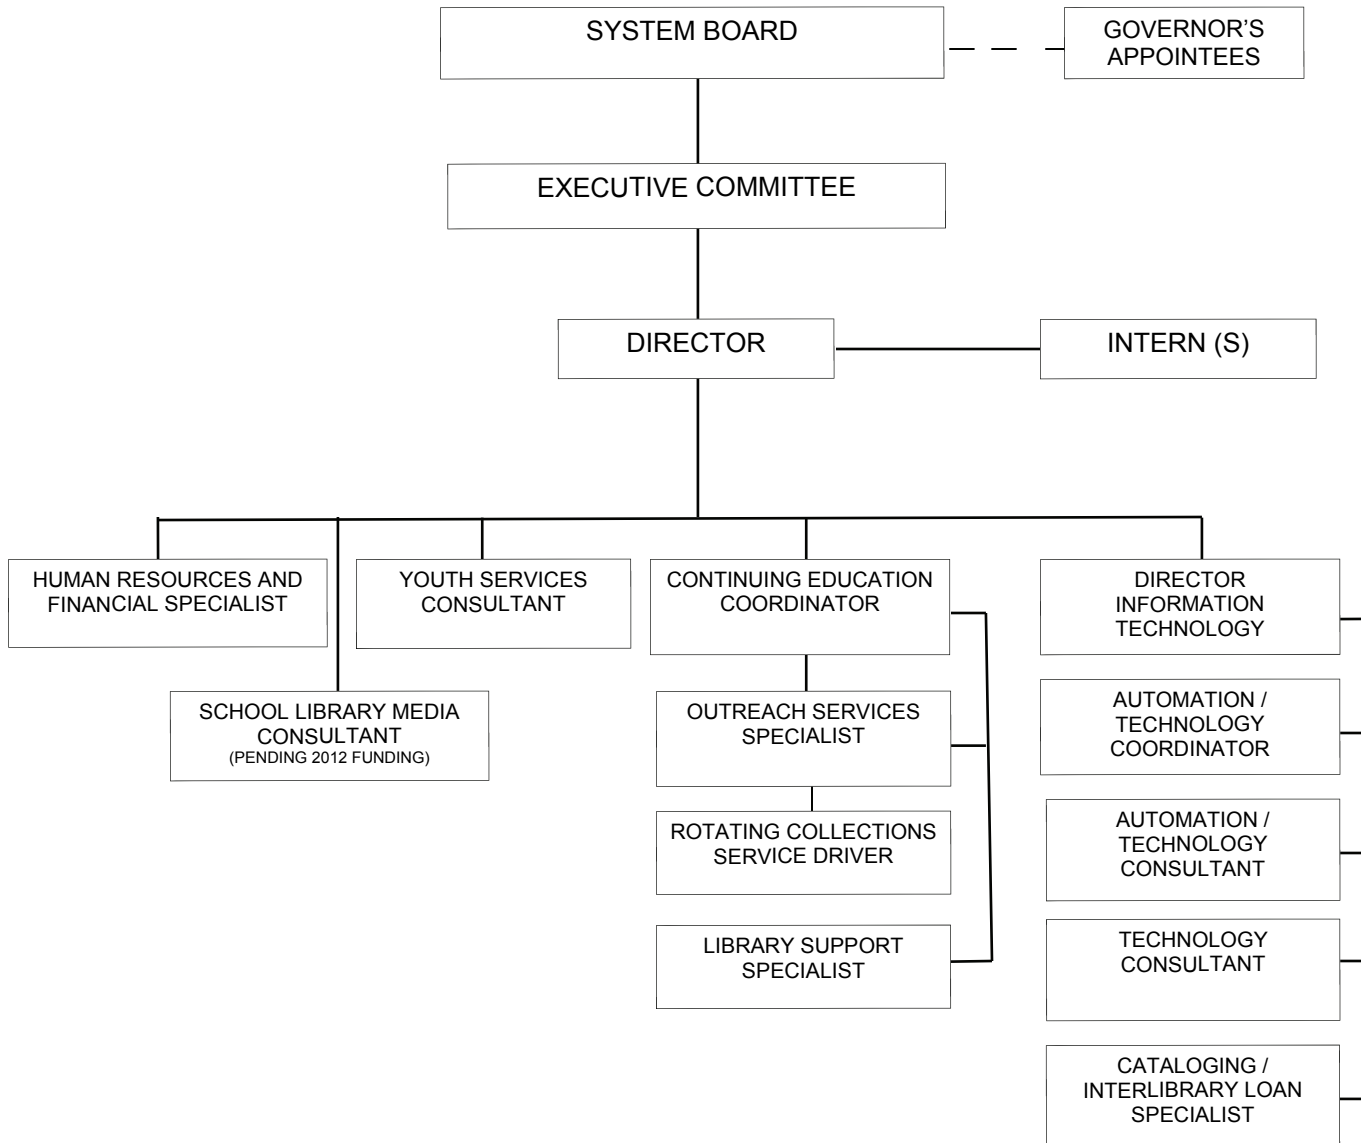 SYSTEM BOARD
GOVERNOR'S
APPOINTEES
EXECUTIVE COMMITTEE
DIRECTOR
INTERN (S)
HUMAN RESOURCES AND
FINANCIAL SPECIALIST
YOUTH SERVICES
CONSULTANT
CONTINUING EDUCATION
COORDINATOR
DIRECTOR
INFORMATION
TECHNOLOGY
SCHOOL LIBRARY MEDIA
CONSULTANT
(PENDING 2012 FUNDING)
OUTREACH SERVICES
SPECIALIST
AUTOMATION /
TECHNOLOGY
COORDINATOR
ROTATING COLLECTIONS
SERVICE DRIVER
AUTOMATION /
TECHNOLOGY
CONSULTANT
LIBRARY SUPPORT
SPECIALIST
TECHNOLOGY
CONSULTANT
CATALOGING /
INTERLIBRARY LOAN
SPECIALIST